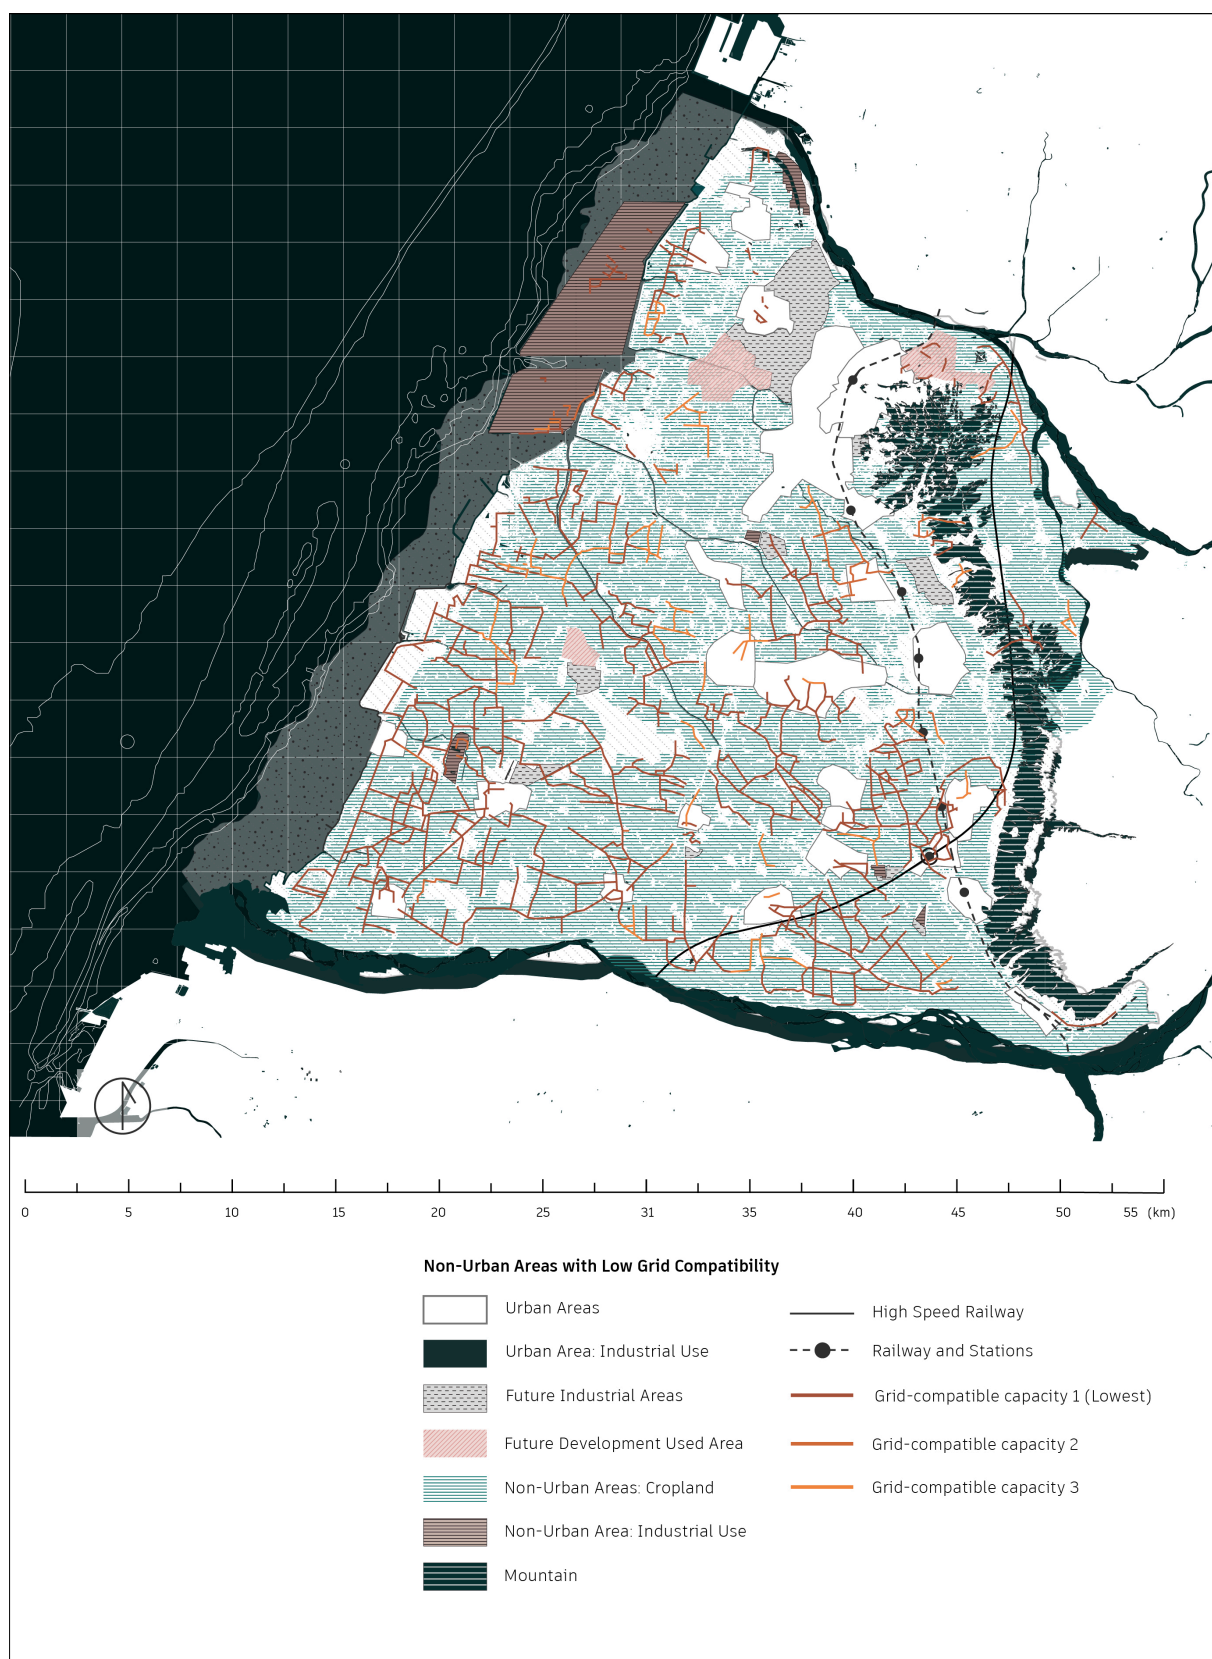 0 5 10 15 20 25 31 35 40 45 50 55 (km)
Non-Urban Areas with Low Grid Compatibility
Urban Areas
Urban Area: Industrial Use
Future Industrial Areas
Future Development Used Area
Non-Urban Areas: Cropland
Non-Urban Area: Industrial Use
Mountain
High Speed Railway
Railway and Stations
Grid-compatible capacity 1 (Lowest)
Grid-compatible capacity 2
Grid-compatible capacity 3